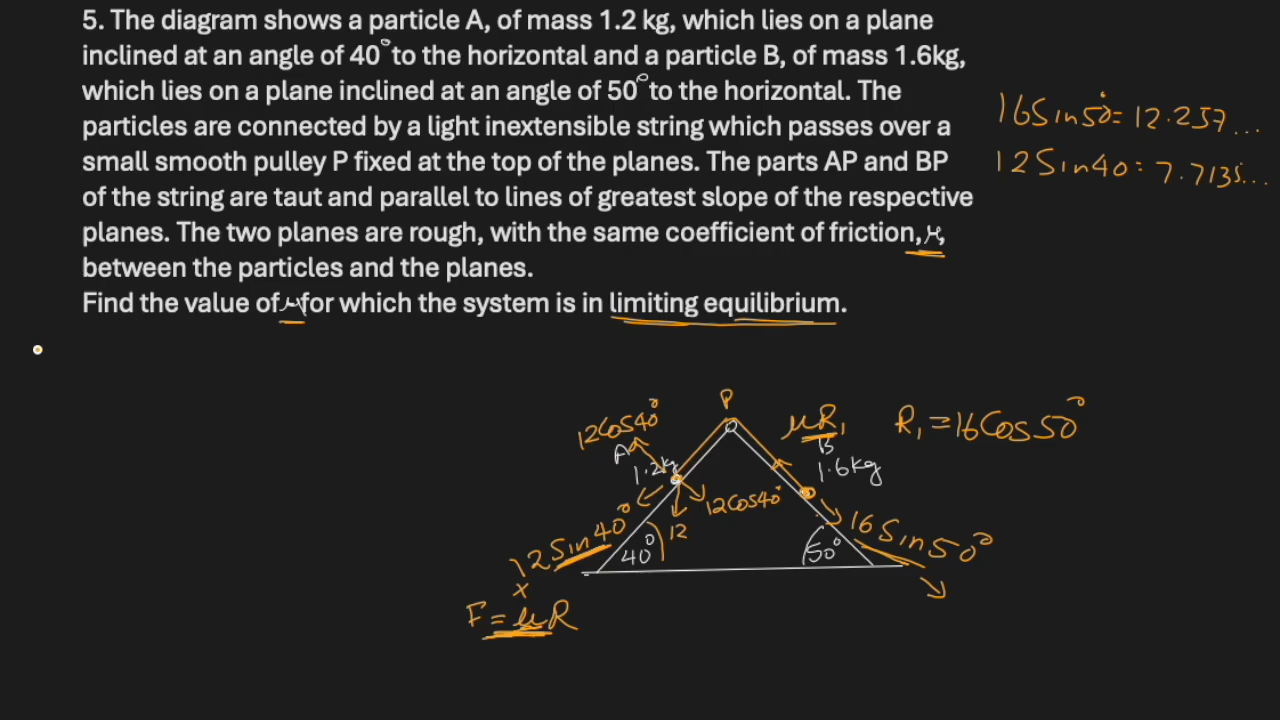 5. The diagram shows a particle A, of mass 1.2 kg, which lies on a plane
inclined at an angle of 40° to the horizontal and a particle B, of mass 1.6kg,
which lies on a plane inclined at an angle of 50° to the horizontal. The
particles are connected by a light inextensible string which passes over a
small smooth pulley P fixed at the top of the planes. The parts AP and BP
of the string are taut and parallel to lines of greatest slope of the respective
planes. The two planes are rough, with the same coefficient of friction, μ,
between the particles and the planes.
Find the value of μ for which the system is in limiting equilibrium.
16Sin50°= 12.257...
12Sin40: 7.7135...
P
12Cos40°
μR₁
R₁ = 16Cos50°
A
B
1.2kg
1.6kg
12Cos40°
12Sin40°
12
16Sin50°
40°
50°
x
F = μR